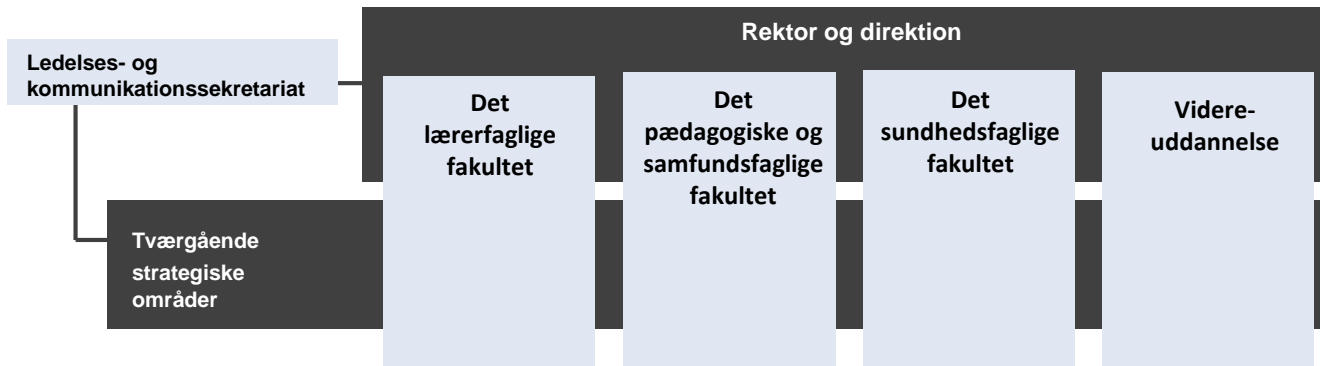 Rektor og direktion
Ledelses- og
kommunikationssekretariat
Det
lærerfaglige
fakultet
Det
pædagogiske og
samfundsfaglige
fakultet
Det
sundhedsfaglige
fakultet
Videre-
uddannelse
Tværgående
strategiske
områder